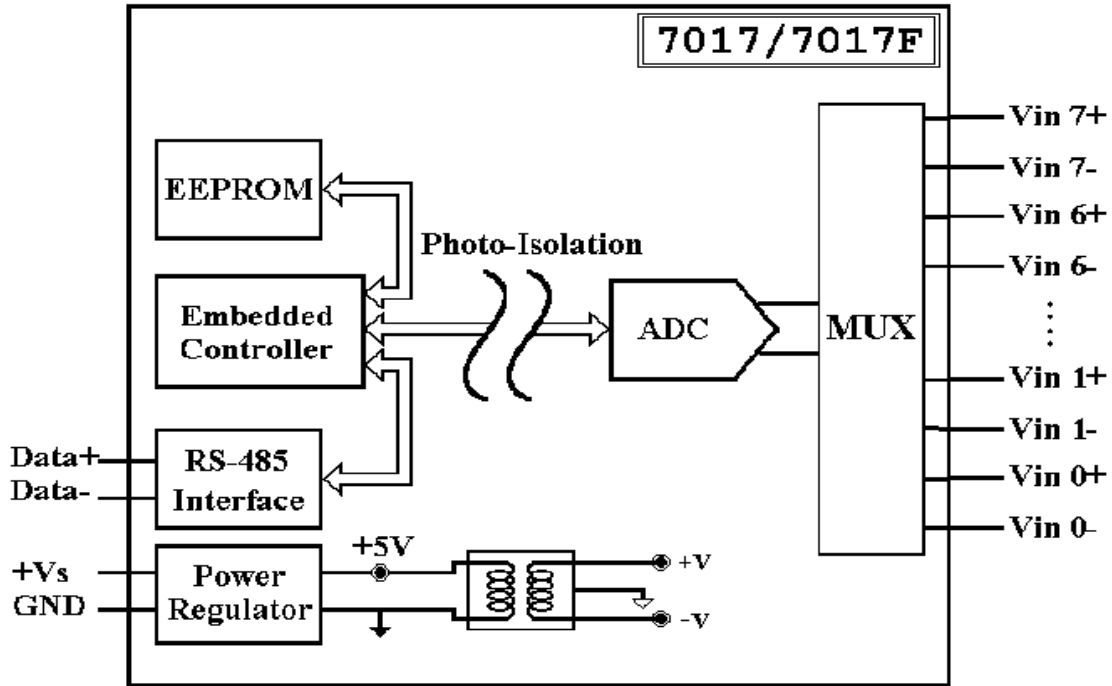 7017/7017F
EEPROM
Photo-Isolation
Embedded
Controller
ADC
MUX
Vin 7+
Vin 7-
Vin 6+
Vin 6-
Vin 1+
Vin 1-
Vin 0+
Vin 0-
Data+
Data-
RS-485
Interface
+Vs
GND
Power
Regulator
+5V
+V
-V